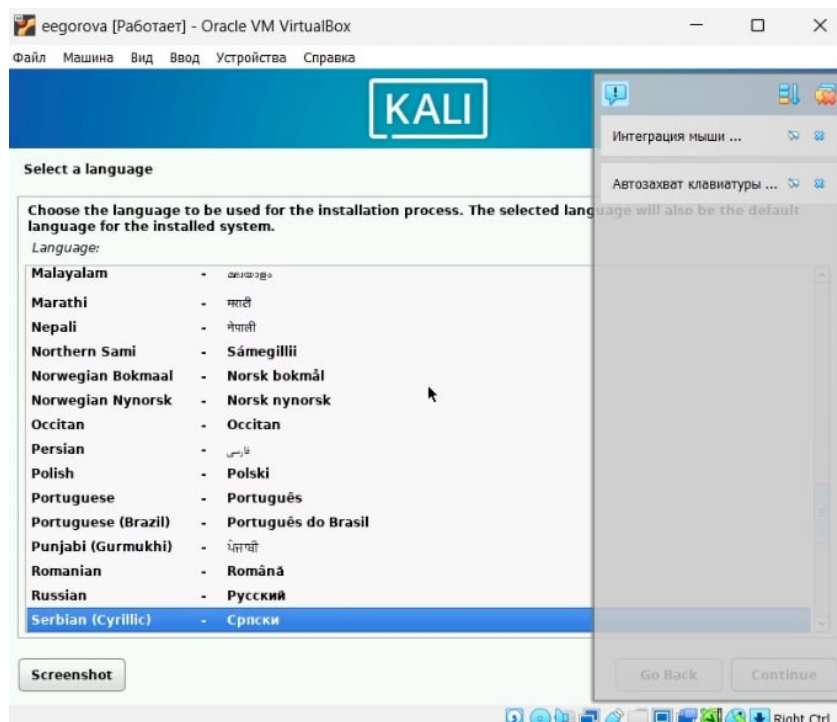 eegorova [Работает] - Oracle VM VirtualBox
Файл Машина Вид Ввод Устройства Справка
KALI
Интеграция мыши ...
Автозахват клавиатуры ...
Select a language
Choose the language to be used for the installation process. The selected language will also be the default
language for the installed system.
Language:
Malayalam - മലയാളം
Marathi - मराठी
Nepali - नेपाली
Northern Sami - Sámegillii
Norwegian Bokmaal - Norsk bokmål
Norwegian Nynorsk - Norsk nynorsk
Occitan - Occitan
Persian - فارسی
Polish - Polski
Portuguese - Português
Portuguese (Brazil) - Português do Brasil
Punjabi (Gurmukhi) - ਪੰਜਾਬੀ
Romanian - Română
Russian - Русский
Serbian (Cyrillic) - Српски
Screenshot
Go Back
Continue
Right Ctrl